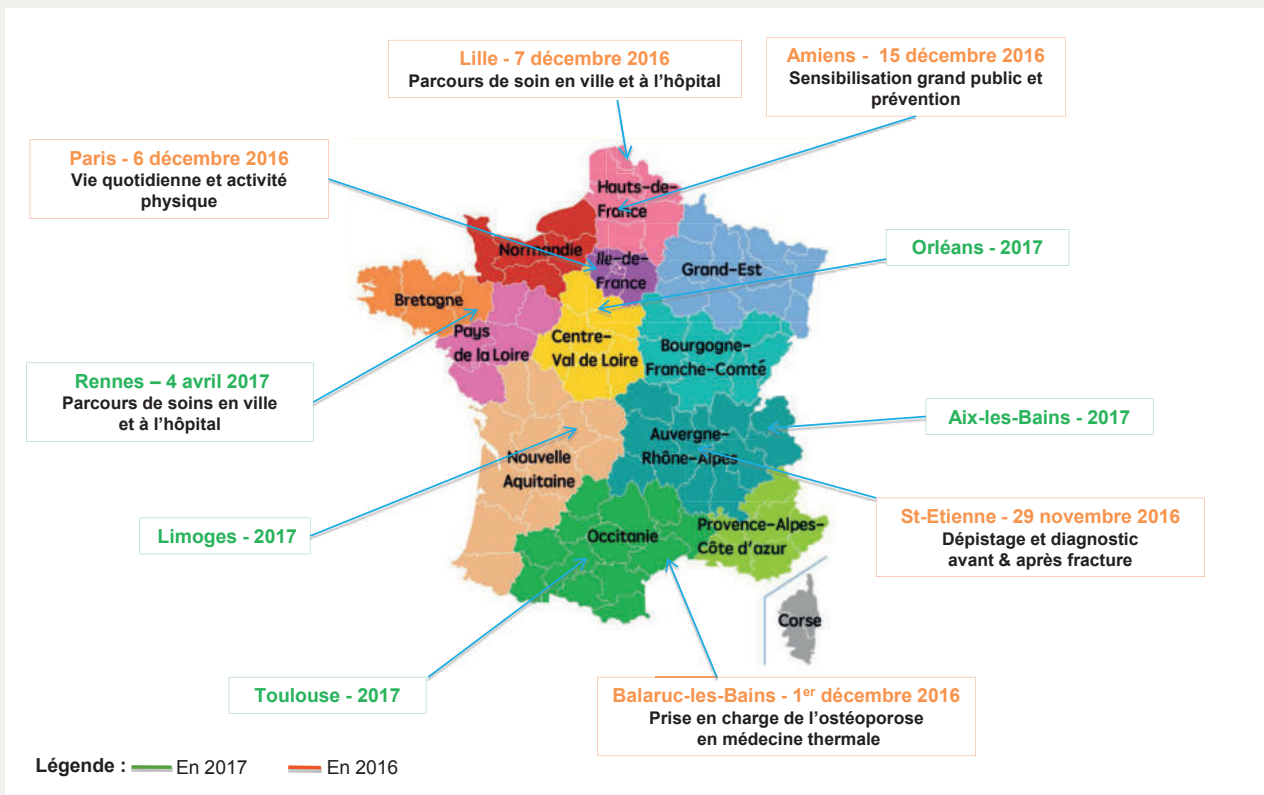 Lille - 7 décembre 2016
Parcours de soin en ville et à l’hôpital
Amiens - 15 décembre 2016
Sensibilisation grand public et
prévention
Paris - 6 décembre 2016
Vie quotidienne et activité
physique
Hauts-de-
France
Normandie
Ile-de-
France
Grand-Est
Orléans - 2017
Bretagne
Pays
de la Loire
Centre-
Val de Loire
Bourgogne-
Franche-Comté
Rennes – 4 avril 2017
Parcours de soins en ville
et à l’hôpital
Aix-les-Bains - 2017
Auvergne-
Rhône-Alpes
Nouvelle
Aquitaine
St-Etienne - 29 novembre 2016
Dépistage et diagnostic
avant & après fracture
Limoges - 2017
Occitanie
Provence-Alpes-
Côte d’azur
Corse
Toulouse - 2017
Balaruc-les-Bains - 1er décembre 2016
Prise en charge de l’ostéoporose
en médecine thermale
Légende : En 2017 En 2016